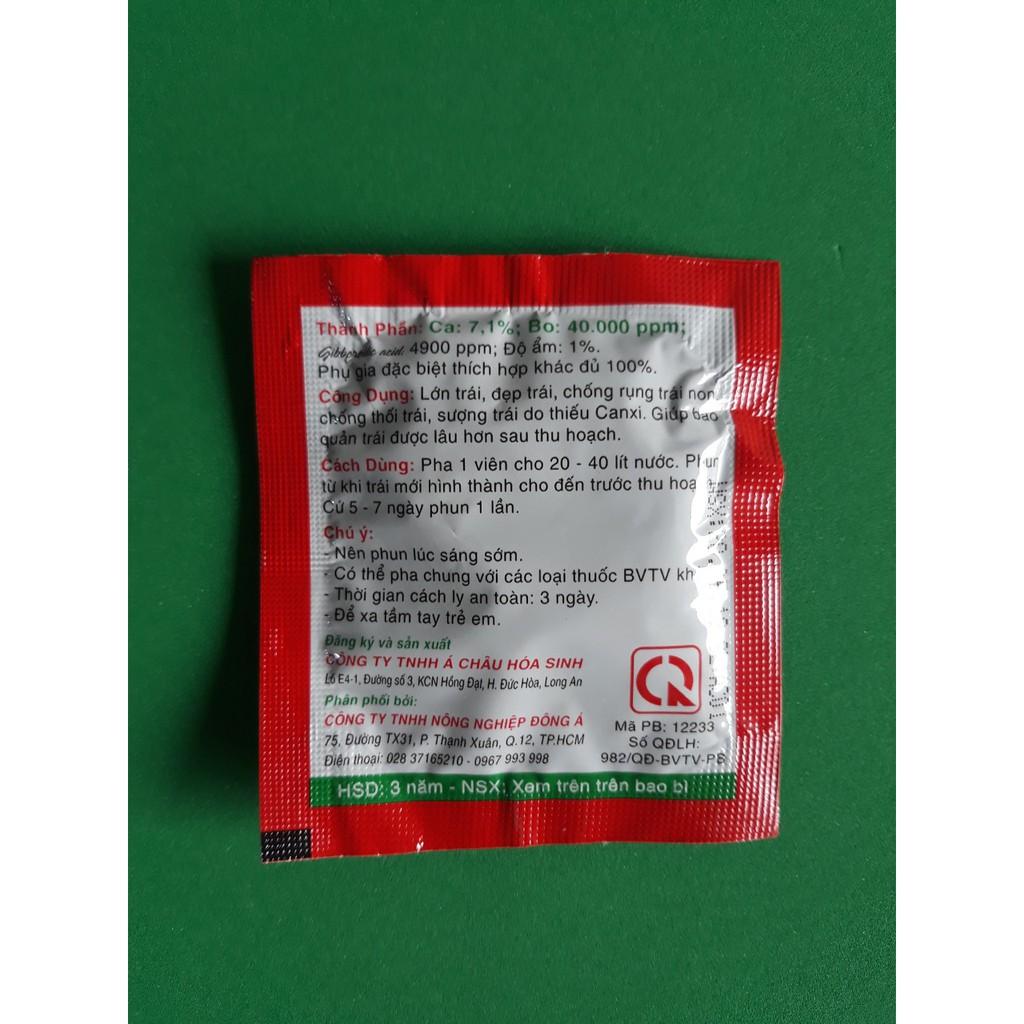 Thành Phần: Ca: 7,1%; Bo: 40.000 ppm;
Gibberellic acid: 4900 ppm; Độ ẩm: 1%.
Phụ gia đặc biệt thích hợp khác đủ 100%.
Công Dụng: Lớn trái, đẹp trái, chống rụng trái non
chống thối trái, sượng trái do thiếu Canxi. Giúp bảo
quản trái được lâu hơn sau thu hoạch.
Cách Dùng: Pha 1 viên cho 20 - 40 lít nước. Phun
từ khi trái mới hình thành cho đến trước thu hoạ
Cứ 5 - 7 ngày phun 1 lần.
Chú ý:
- Nên phun lúc sáng sớm.
- Có thể pha chung với các loại thuốc BVTV kh
- Thời gian cách ly an toàn: 3 ngày.
- Để xa tầm tay trẻ em.
Đăng ký và sản xuất
CÔNG TY TNHH Á CHÂU HÓA SINH
Lô E4-1, Đường số 3, KCN Hồng Đạt, H. Đức Hòa, Long An
Phân phối bởi:
CÔNG TY TNHH NÔNG NGHIỆP ĐÔNG Á
75, Đường TX31, P. Thạnh Xuân, Q.12, TP.HCM
Điện thoại: 028 37165210 - 0967 993 998
Mã PB: 12233
Số QĐLH:
982/QĐ-BVTV-PB
HSD: 3 năm - NSX: Xem trên trên bao bì